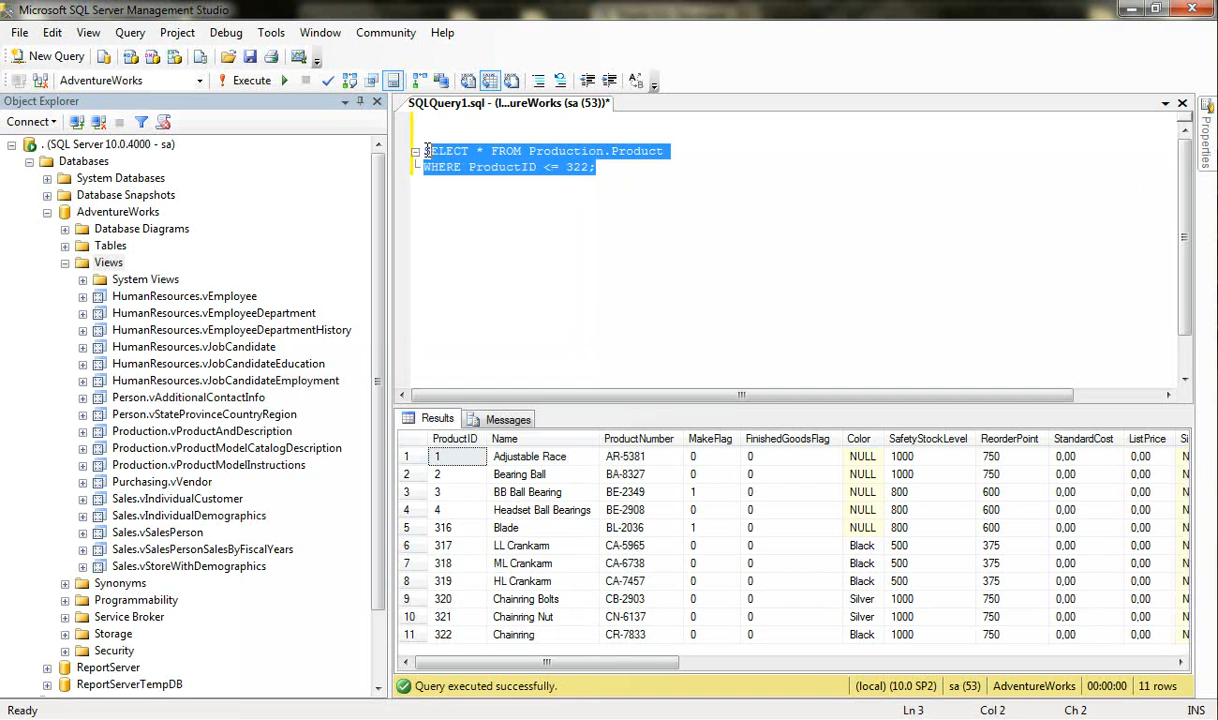 Microsoft SQL Server Management Studio
File Edit View Query Project Debug Tools Window Community Help
New Query
AdventureWorks Execute
Object Explorer
Connect
. (SQL Server 10.0.4000 - sa)
Databases
System Databases
Database Snapshots
AdventureWorks
Database Diagrams
Tables
Views
System Views
HumanResources.vEmployee
HumanResources.vEmployeeDepartment
HumanResources.vEmployeeDepartmentHistory
HumanResources.vJobCandidate
HumanResources.vJobCandidateEducation
HumanResources.vJobCandidateEmployment
Person.vAdditionalContactInfo
Person.vStateProvinceCountryRegion
Production.vProductAndDescription
Production.vProductModelCatalogDescription
Production.vProductModelInstructions
Purchasing.vVendor
Sales.vIndividualCustomer
Sales.vIndividualDemographics
Sales.vSalesPerson
Sales.vSalesPersonSalesByFiscalYears
Sales.vStoreWithDemographics
Synonyms
Programmability
Service Broker
Storage
Security
ReportServer
ReportServerTempDB
SQLQuery1.sql - (l...ureWorks (sa (53))*
SELECT * FROM Production.Product
WHERE ProductID <= 322;
Properties
Results Messages
ProductID Name ProductNumber MakeFlag FinishedGoodsFlag Color SafetyStockLevel ReorderPoint StandardCost ListPrice Si
1 1 Adjustable Race AR-5381 0 0 NULL 1000 750 0,00 0,00 N
2 2 Bearing Ball BA-8327 0 0 NULL 1000 750 0,00 0,00 N
3 3 BB Ball Bearing BE-2349 1 0 NULL 800 600 0,00 0,00 N
4 4 Headset Ball Bearings BE-2908 0 0 NULL 800 600 0,00 0,00 N
5 316 Blade BL-2036 1 0 NULL 800 600 0,00 0,00 N
6 317 LL Crankarm CA-5965 0 0 Black 500 375 0,00 0,00 N
7 318 ML Crankarm CA-6738 0 0 Black 500 375 0,00 0,00 N
8 319 HL Crankarm CA-7457 0 0 Black 500 375 0,00 0,00 N
9 320 Chainring Bolts CB-2903 0 0 Silver 1000 750 0,00 0,00 N
10 321 Chainring Nut CN-6137 0 0 Silver 1000 750 0,00 0,00 N
11 322 Chainring CR-7833 0 0 Black 1000 750 0,00 0,00 N
Query executed successfully. (local) (10.0 SP2) sa (53) AdventureWorks 00:00:00 11 rows
Ready Ln 3 Col 2 Ch 2 INS